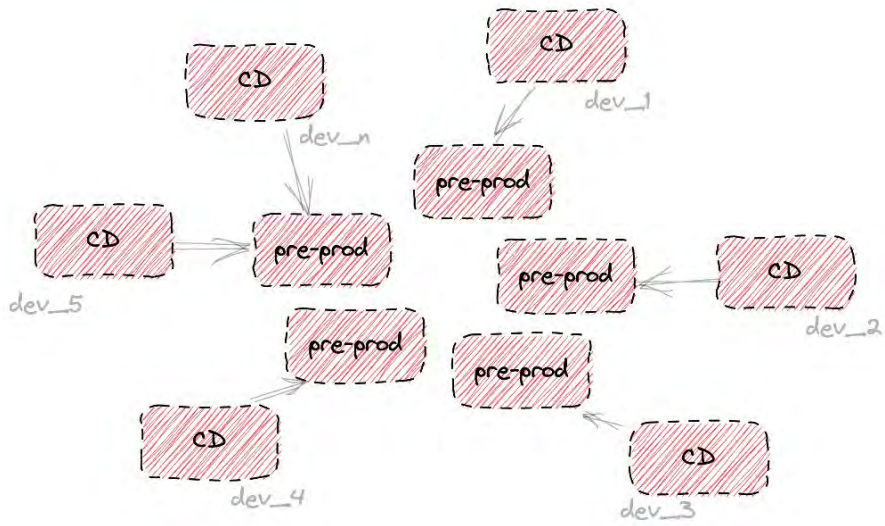 CD
dev_n
CD
dev_1
pre-prod
CD
dev_5
pre-prod
pre-prod
CD
dev_2
pre-prod
pre-prod
CD
dev_4
CD
dev_3